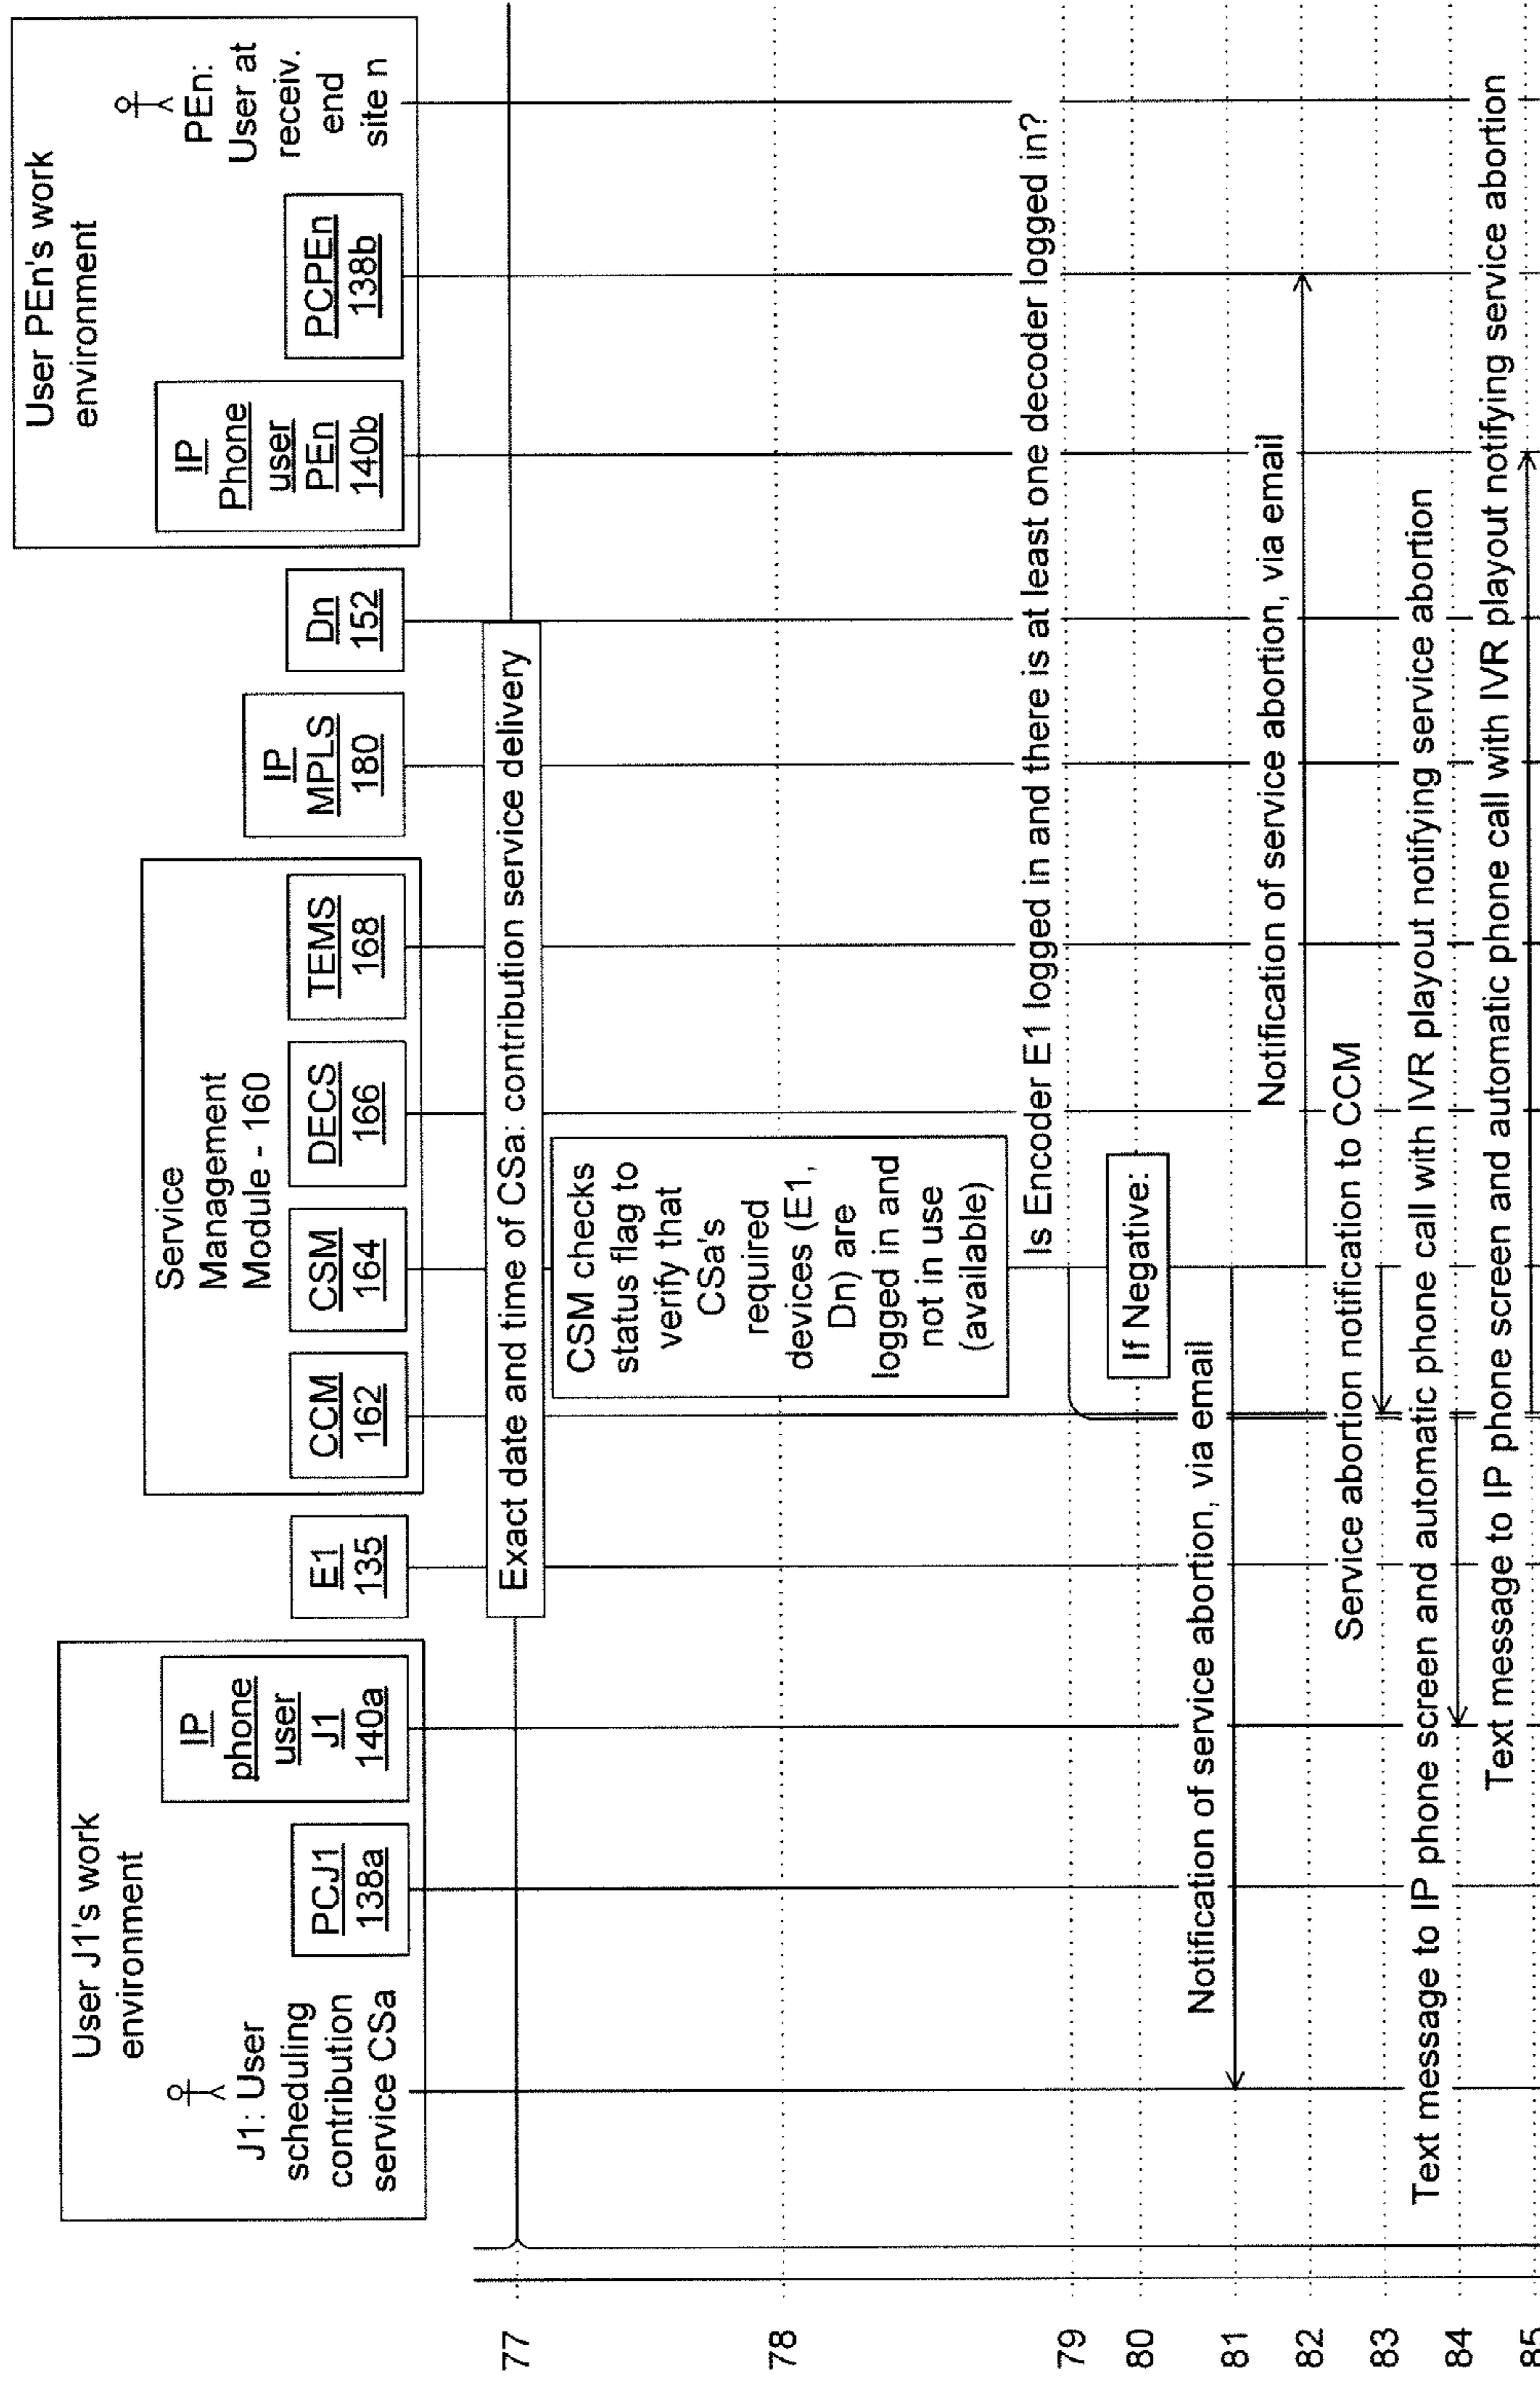 User J1's work
environment
J1: User
scheduling
contribution
service CSa
PCJ1
138a
IP
phone
user
J1
140a
E1
135
Service
Management
Module - 160
CCM
162
CSM
164
DECS
166
TEMS
168
IP
MPLS
180
Dn
152
User PEn's work
environment
IP
Phone
user
PEn
140b
PCPEn
138b
PEn:
User at
receiv.
end
site n
77
Exact date and time of CSa: contribution service delivery
78
CSM checks
status flag to
verify that
CSa's
required
devices (E1,
Dn) are
logged in and
not in use
(available)
79
Is Encoder E1 logged in and there is at least one decoder logged in?
80
If Negative:
81
Notification of service abortion, via email
82
Notification of service abortion, via email
83
Service abortion notification to CCM
84
Text message to IP phone screen and automatic phone call with IVR playout notifying service abortion
85
Text message to IP phone screen and automatic phone call with IVR playout notifying service abortion